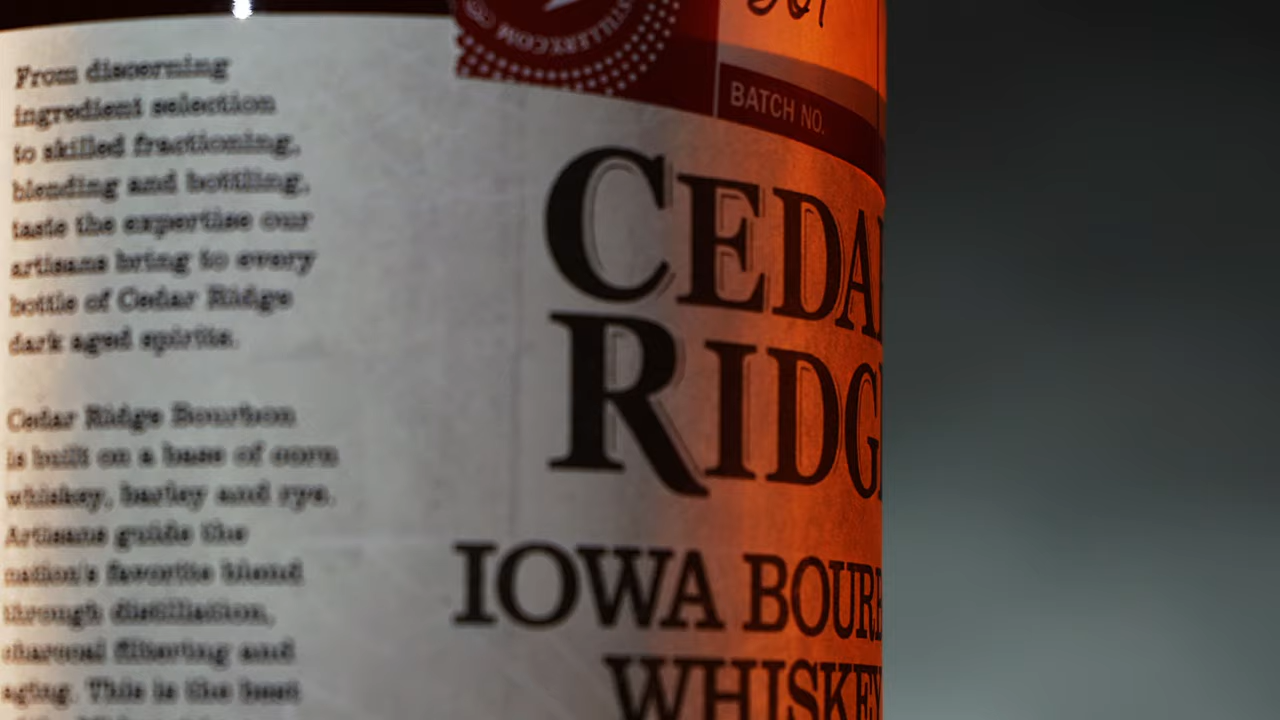 From discerning
ingredient selection
to skilled fractioning,
blending and bottling,
taste the expertise our
artisans bring to every
bottle of Cedar Ridge
dark aged spirits.
Cedar Ridge Bourbon
is built on a base of corn
whiskey, barley and rye.
Artisans guide the
nation's favorite blend
through distillation,
charcoal filtering and
aging. This is the best
BATCH NO.
CEDA
RIDG
IOWA BOURB
WHISKEY